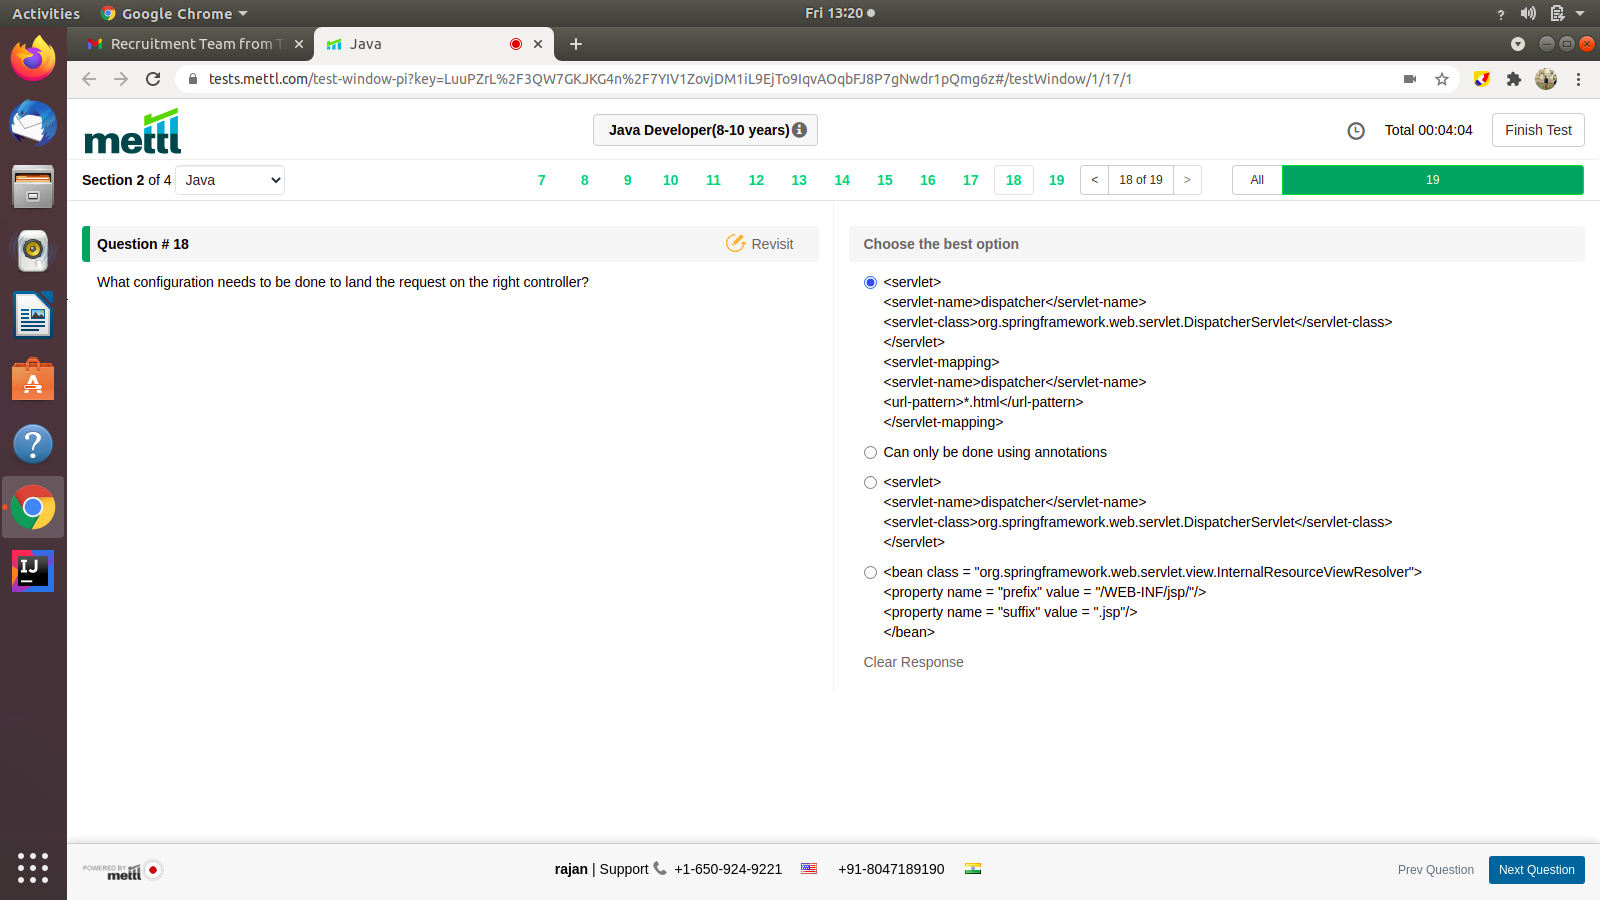 Activities
Google Chrome
Fri 13:20
?
Recruitment Team from T
Java
tests.mettl.com/test-window-pi?key=LuuPZrL%2F3QW7GKJKG4n%2F7YIV1ZovjDM1iL9EjTo9IqvAOqbFJ8P7gNwdr1pQmg6z#/testWindow/1/17/1
mettl
Java Developer(8-10 years)
Total 00:04:04
Finish Test
Section 2 of 4
Java
7 8 9 10 11 12 13 14 15 16 17 18 19
< 18 of 19 >
All
19
Question # 18
Revisit
What configuration needs to be done to land the request on the right controller?
Choose the best option
<servlet>
<servlet-name>dispatcher</servlet-name>
<servlet-class>org.springframework.web.servlet.DispatcherServlet</servlet-class>
</servlet>
<servlet-mapping>
<servlet-name>dispatcher</servlet-name>
<url-pattern>*.html</url-pattern>
</servlet-mapping>
Can only be done using annotations
<servlet>
<servlet-name>dispatcher</servlet-name>
<servlet-class>org.springframework.web.servlet.DispatcherServlet</servlet-class>
</servlet>
<bean class = "org.springframework.web.servlet.view.InternalResourceViewResolver">
<property name = "prefix" value = "/WEB-INF/jsp/"/>
<property name = "suffix" value = ".jsp"/>
</bean>
Clear Response
IJ
POWERED BY
mettl
rajan | Support +1-650-924-9221 +91-8047189190
Prev Question
Next Question